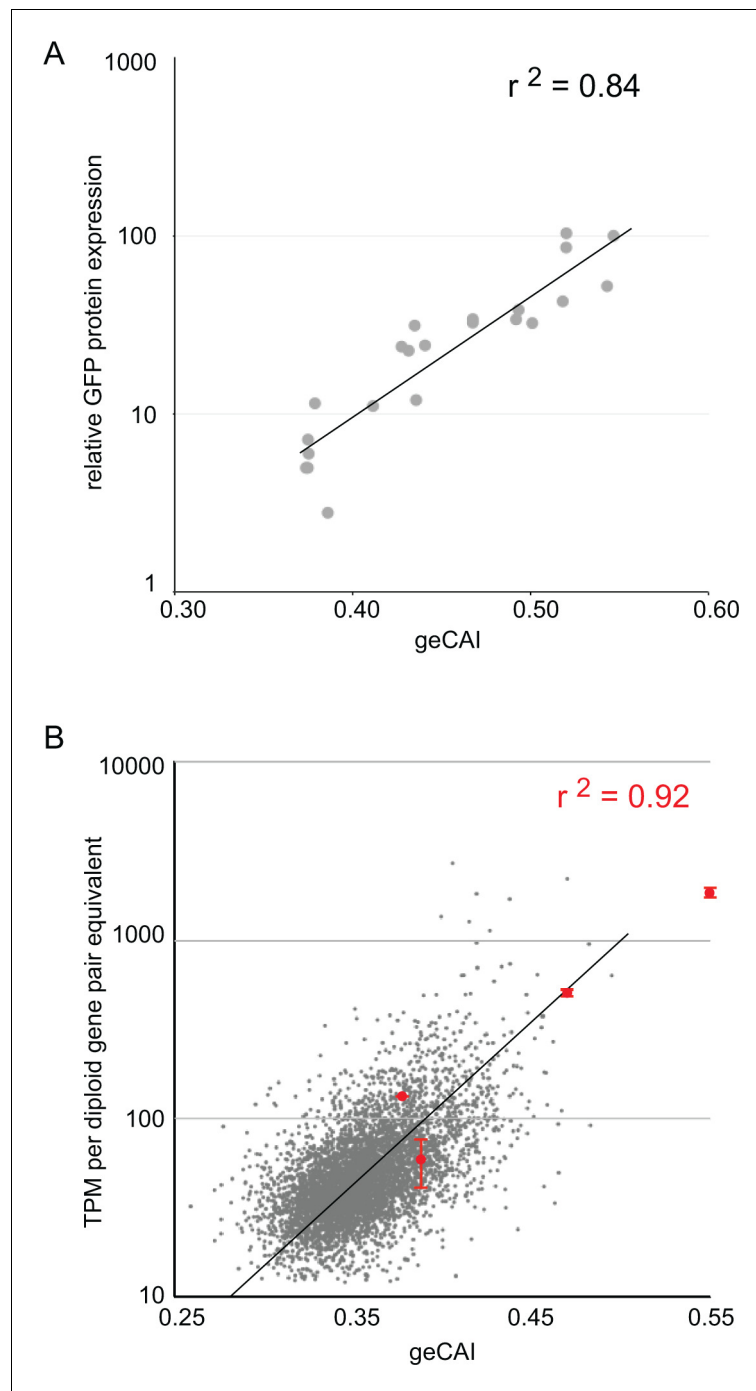 A
r 2 = 0.84
relative GFP protein expression
1000
100
10
1
0.30 0.40 0.50 0.60
geCAI
B
r 2 = 0.92
TPM per diploid gene pair equivalent
10000
1000
100
10
0.25 0.35 0.45 0.55
geCAI